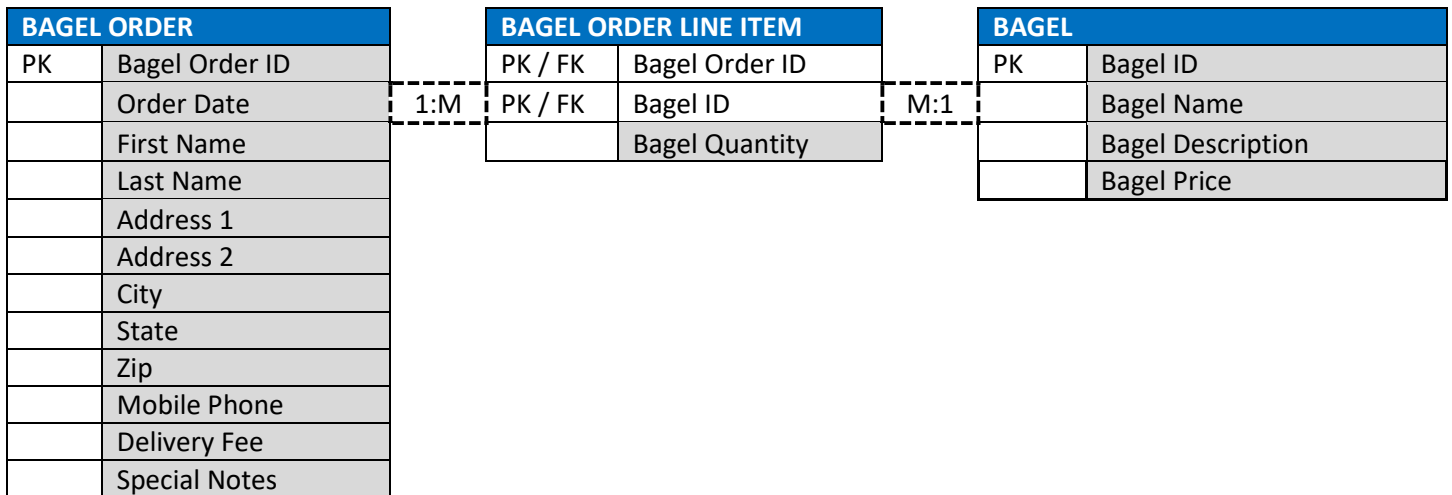 BAGEL ORDER
PK Bagel Order ID
Order Date
First Name
Last Name
Address 1
Address 2
City
State
Zip
Mobile Phone
Delivery Fee
Special Notes
1:M
BAGEL ORDER LINE ITEM
PK / FK Bagel Order ID
PK / FK Bagel ID
Bagel Quantity
M:1
BAGEL
PK Bagel ID
Bagel Name
Bagel Description
Bagel Price